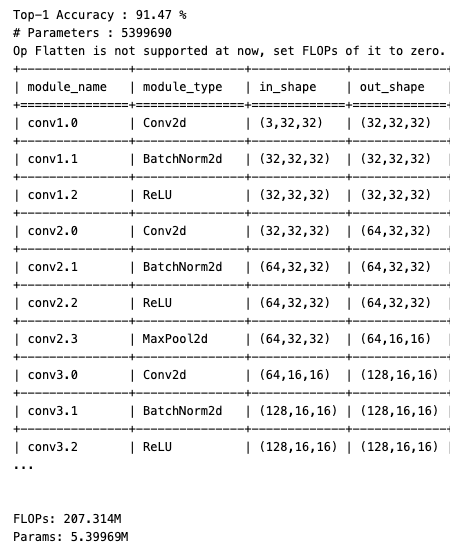 Top-1 Accuracy : 91.47 %
# Parameters : 5399690
Op Flatten is not supported at now, set FLOPs of it to zero.
+---------------+---------------+------------+------------+
| module_name | module_type | in_shape | out_shape |
+===============+===============+============+============+
| conv1.0 | Conv2d | (3,32,32) | (32,32,32) |
+---------------+---------------+------------+------------+
| conv1.1 | BatchNorm2d | (32,32,32) | (32,32,32) |
+---------------+---------------+------------+------------+
| conv1.2 | ReLU | (32,32,32) | (32,32,32) |
+---------------+---------------+------------+------------+
| conv2.0 | Conv2d | (32,32,32) | (64,32,32) |
+---------------+---------------+------------+------------+
| conv2.1 | BatchNorm2d | (64,32,32) | (64,32,32) |
+---------------+---------------+------------+------------+
| conv2.2 | ReLU | (64,32,32) | (64,32,32) |
+---------------+---------------+------------+------------+
| conv2.3 | MaxPool2d | (64,32,32) | (64,16,16) |
+---------------+---------------+------------+------------+
| conv3.0 | Conv2d | (64,16,16) | (128,16,16) |
+---------------+---------------+------------+------------+
| conv3.1 | BatchNorm2d | (128,16,16) | (128,16,16) |
+---------------+---------------+------------+------------+
| conv3.2 | ReLU | (128,16,16) | (128,16,16) |
...
FLOPs: 207.314M
Params: 5.39969M